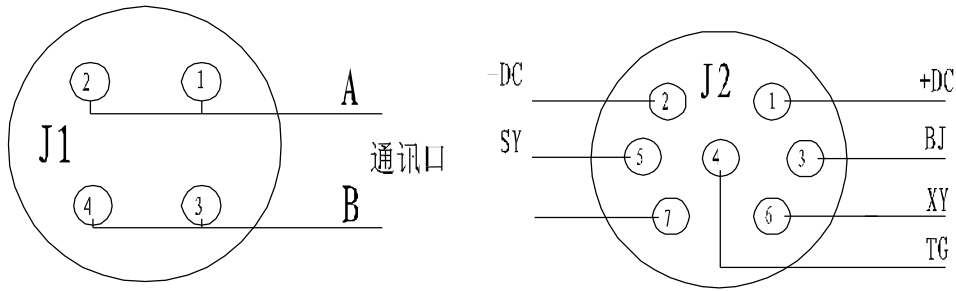 2 1
A
J1
通讯口
4 3
B
J2
-DC
2 1
+DC
SY
5 4 3
BJ
7 6
XY
TG